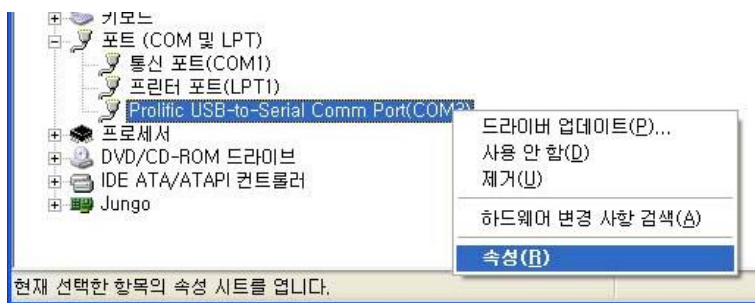 키보드
포트 (COM 및 LPT)
통신 포트(COM1)
프린터 포트(LPT1)
Prolific USB-to-Serial Comm Port(COM3)
프로세서
DVD/CD-ROM 드라이브
IDE ATA/ATAPI 컨트롤러
Jungo
드라이버 업데이트(P)...
사용 안 함(D)
제거(U)
하드웨어 변경 사항 검색(A)
속성(R)
현재 선택한 항목의 속성 시트를 엽니다.